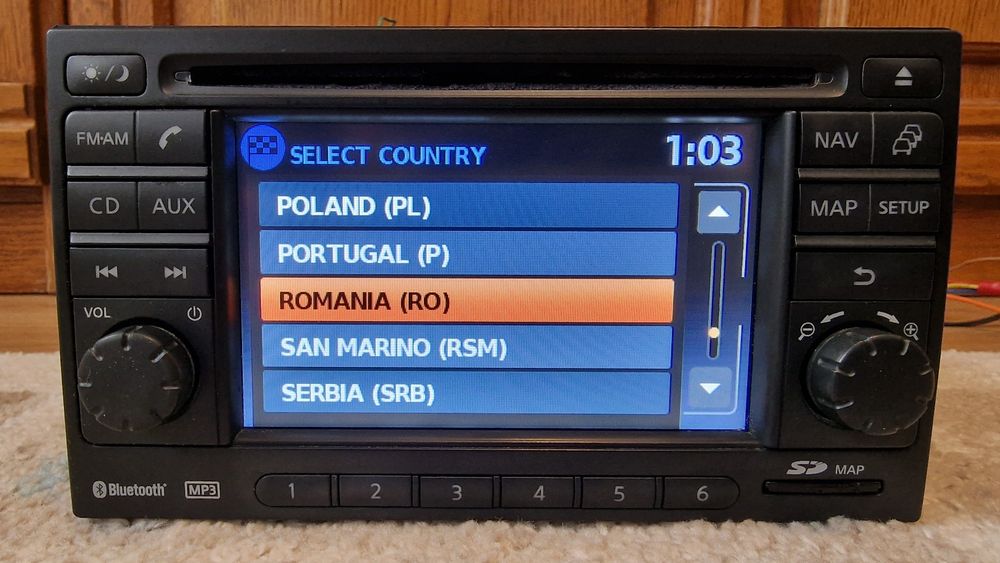 FM·AM
CD
AUX
VOL
SELECT COUNTRY
1:03
POLAND (PL)
PORTUGAL (P)
ROMANIA (RO)
SAN MARINO (RSM)
SERBIA (SRB)
NAV
MAP
SETUP
Bluetooth
MP3
1
2
3
4
5
6
SD MAP